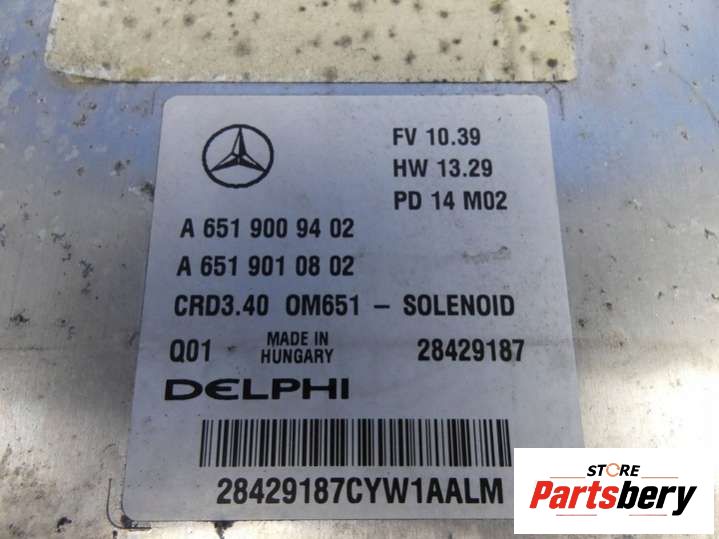 FV 10.39
HW 13.29
PD 14 M02
A 651 900 94 02
A 651 901 08 02
CRD3.40 OM651 - SOLENOID
Q01 MADE IN HUNGARY 28429187
DELPHI
28429187CYW1AALM
STORE
Partsbery